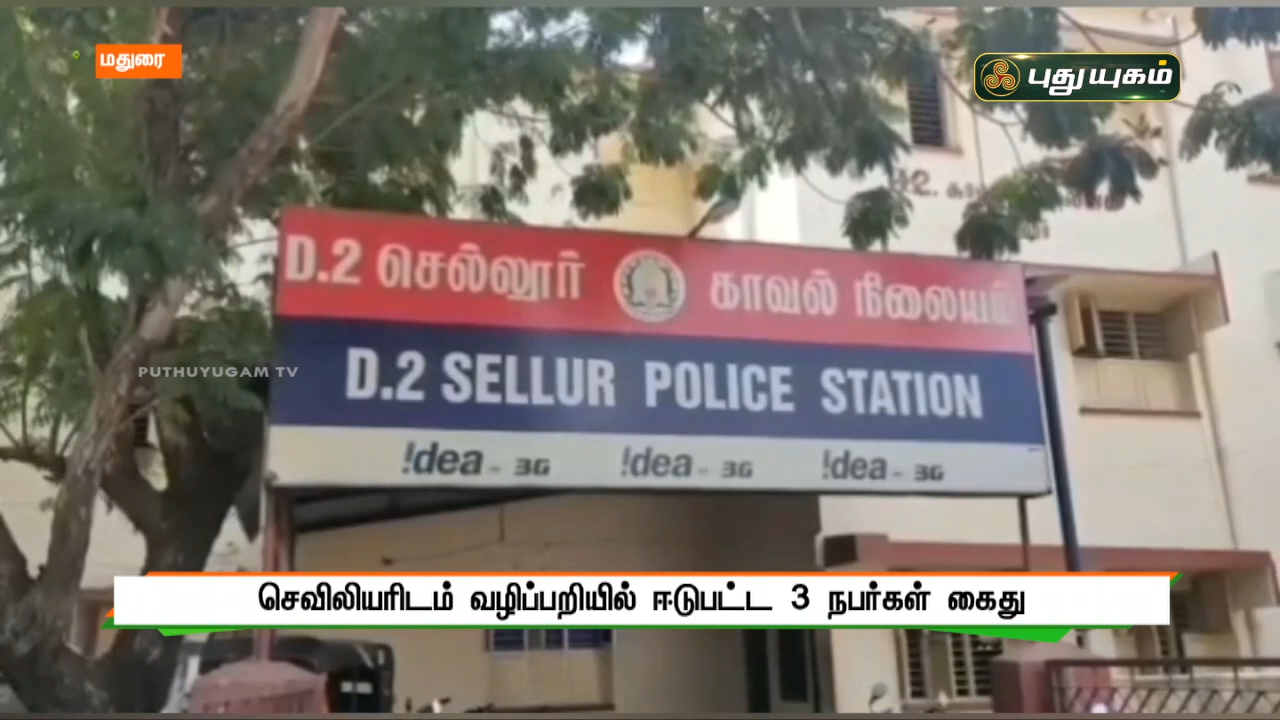 மதுரை
புதுயுகம்
D.2 செல்லூர் காவல் நிலையம்
PUTHUYUGAM TV
D.2 SELLUR POLICE STATION
!dea - 3G !dea - 3G !dea - 3G
செவிலியரிடம் வழிப்பறியில் ஈடுபட்ட 3 நபர்கள் கைது